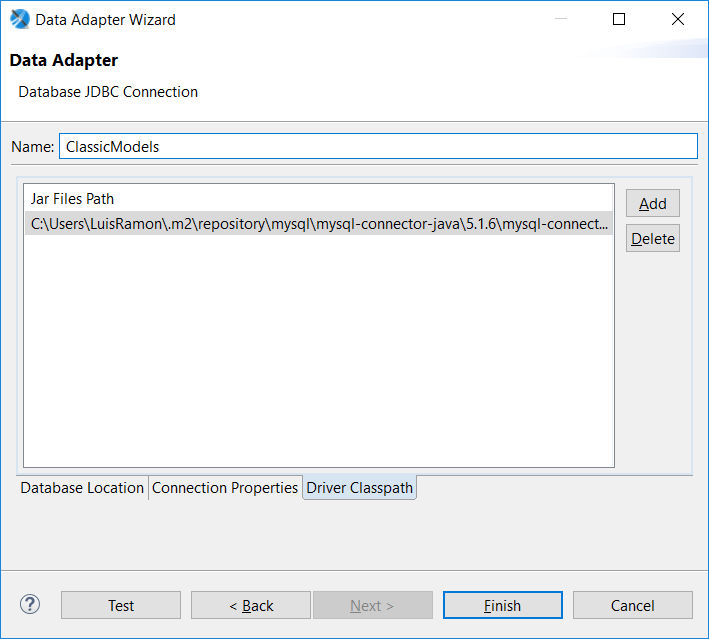 Data Adapter Wizard
Data Adapter
Database JDBC Connection
Name: ClassicModels
Jar Files Path
C:\Users\LuisRamon\.m2\repository\mysql\mysql-connector-java\5.1.6\mysql-connect...
Add
Delete
Database Location Connection Properties Driver Classpath
? Test < Back Next > Finish Cancel